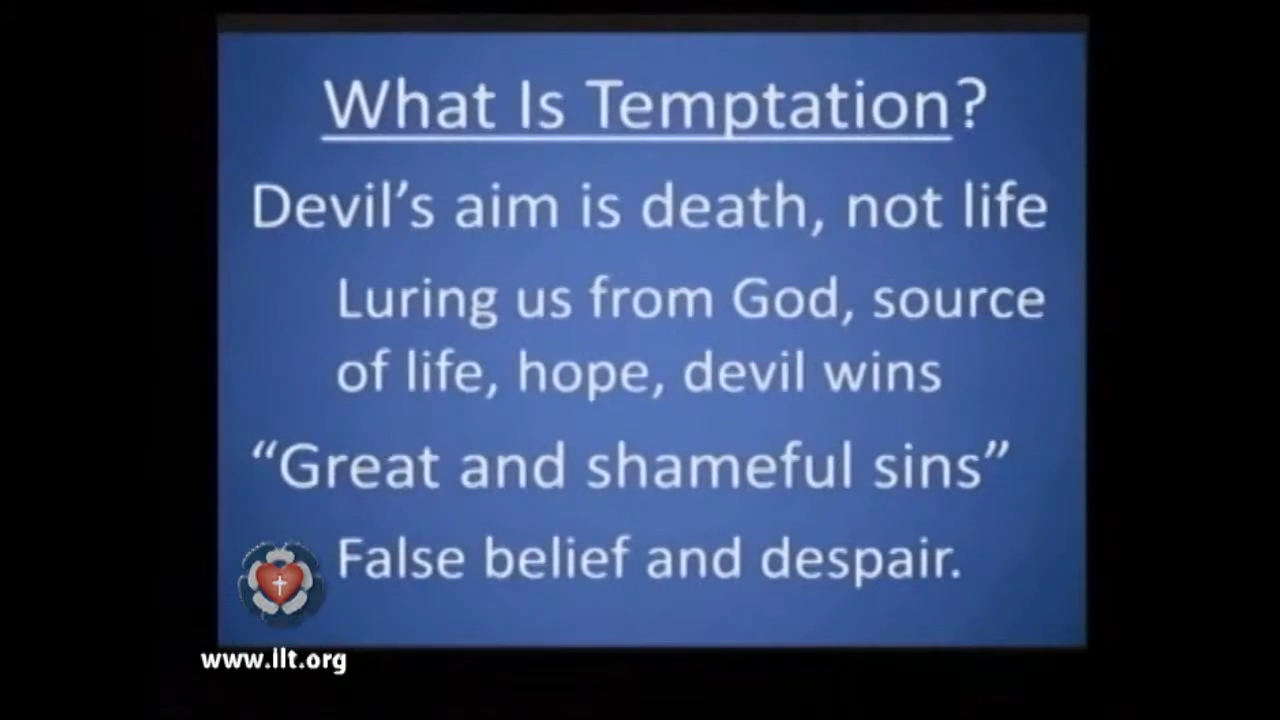 What Is Temptation?
Devil’s aim is death, not life
Luring us from God, source
of life, hope, devil wins
“Great and shameful sins”
False belief and despair.
www.ilt.org